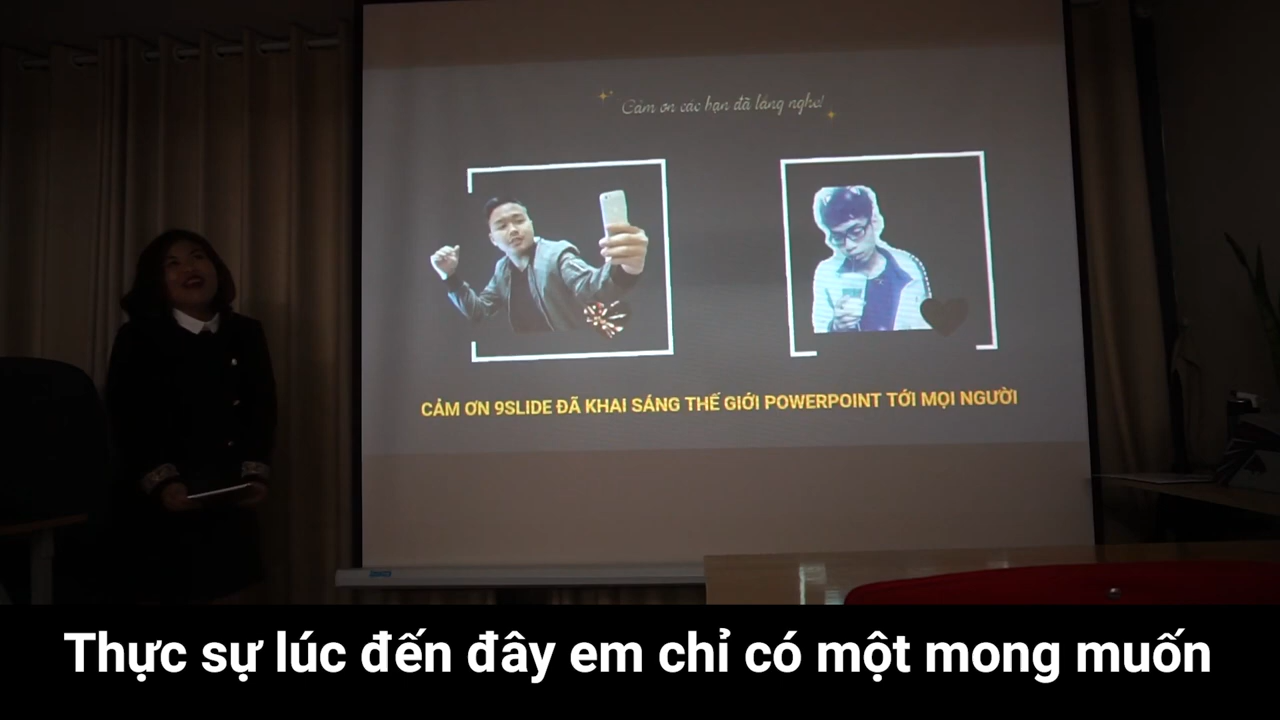 Cảm ơn các bạn đã lắng nghe!
CẢM ƠN 9SLIDE ĐÃ KHAI SÁNG THẾ GIỚI POWERPOINT TỚI MỌI NGƯỜI
Thực sự lúc đến đây em chỉ có một mong muốn